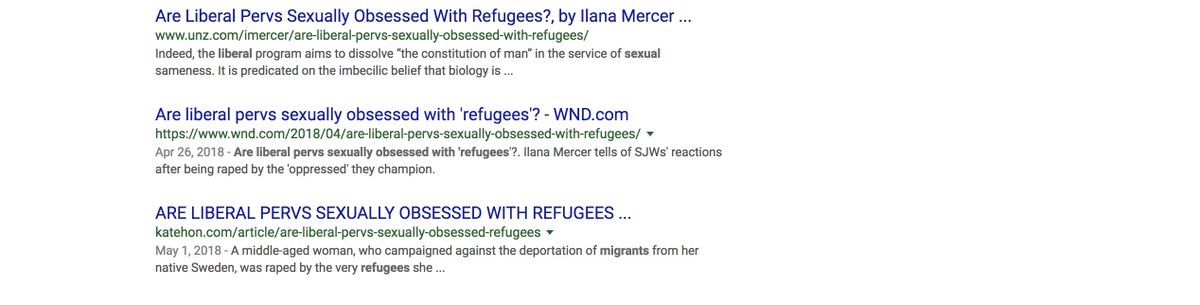 Are Liberal Pervs Sexually Obsessed With Refugees?, by Ilana Mercer ...
www.unz.com/imercer/are-liberal-pervs-sexually-obsessed-with-refugees/
Indeed, the liberal program aims to dissolve “the constitution of man” in the service of sexual
sameness. It is predicated on the imbecilic belief that biology is ...
Are liberal pervs sexually obsessed with 'refugees'? - WND.com
https://www.wnd.com/2018/04/are-liberal-pervs-sexually-obsessed-with-refugees/
Apr 26, 2018 - Are liberal pervs sexually obsessed with 'refugees'?. Ilana Mercer tells of SJWs' reactions
after being raped by the 'oppressed' they champion.
ARE LIBERAL PERVS SEXUALLY OBSESSED WITH REFUGEES ...
katehon.com/article/are-liberal-pervs-sexually-obsessed-refugees
May 1, 2018 - A middle-aged woman, who campaigned against the deportation of migrants from her
native Sweden, was raped by the very refugees she ...